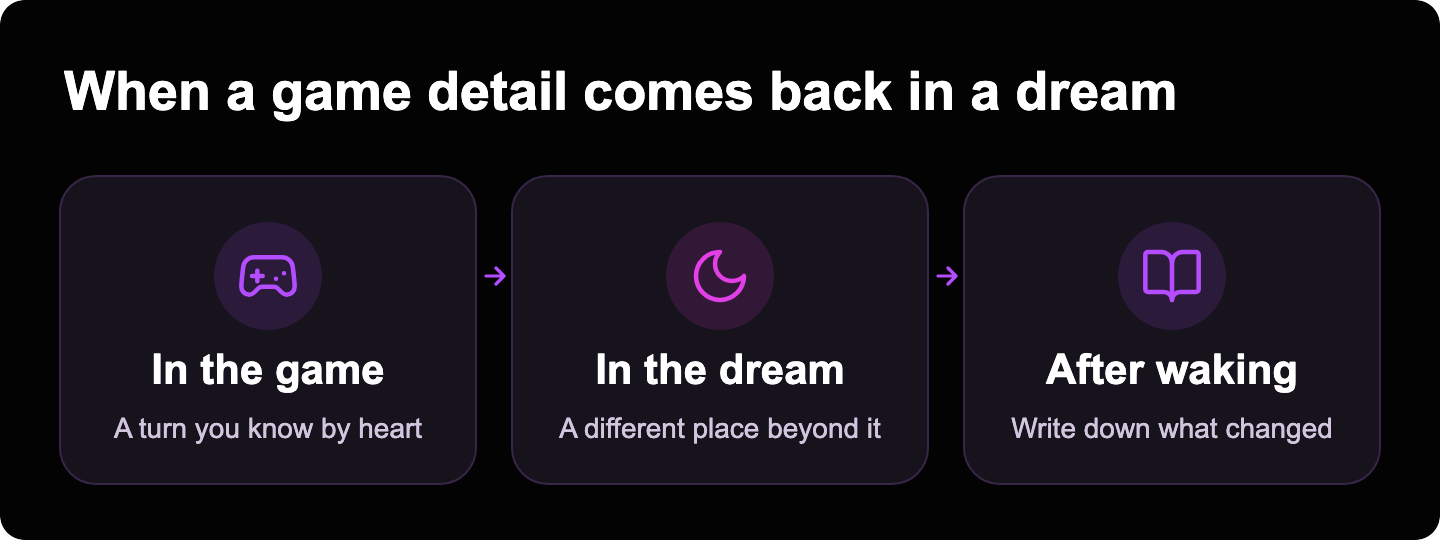 When a game detail comes back in a dream
In the game
A turn you know by heart
In the dream
A different place beyond it
After waking
Write down what changed